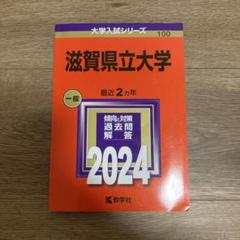 大学入試シリーズ
100
滋賀県立大学
最近2カ年
一般
傾向と対策
過去問
解答
2024
教学社